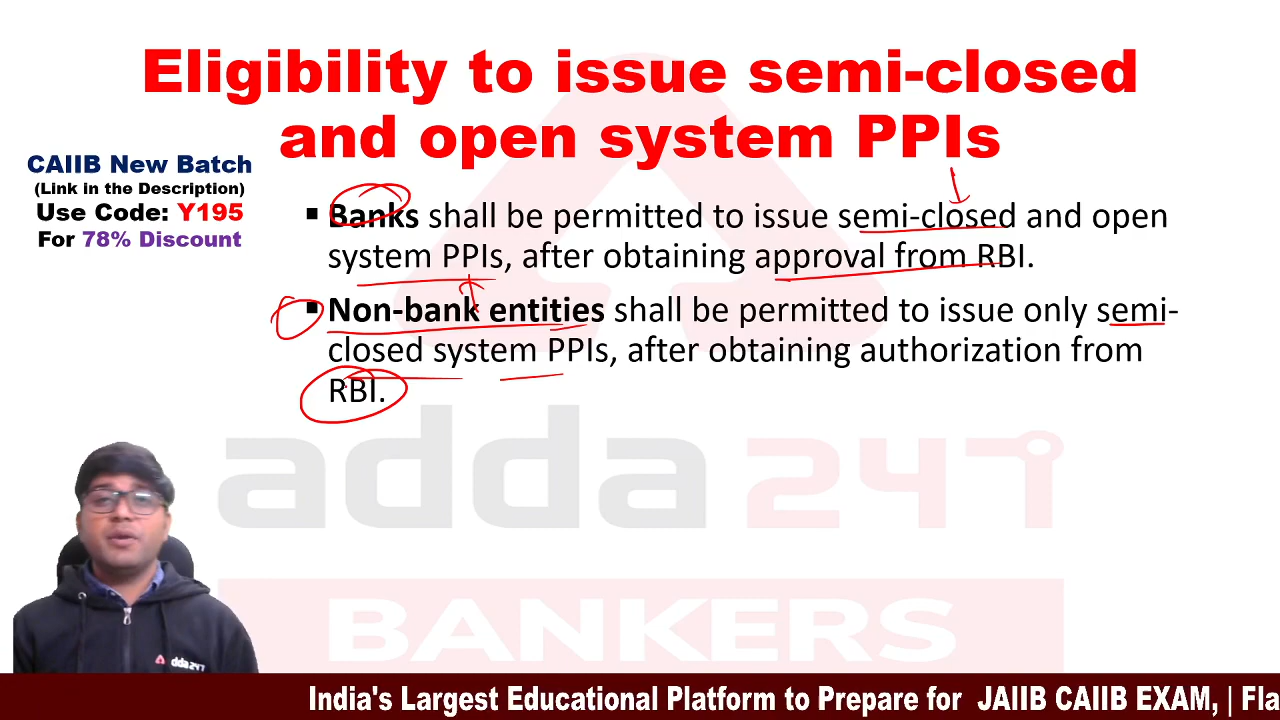 Eligibility to issue semi-closed
and open system PPIs
CAIIB New Batch
(Link in the Description)
Use Code: Y195
For 78% Discount
▪ Banks shall be permitted to issue semi-closed and open
system PPIs, after obtaining approval from RBI.
▪ Non-bank entities shall be permitted to issue only semi-
closed system PPIs, after obtaining authorization from
RBI.
adda247
BANKERS
adda247
India's Largest Educational Platform to Prepare for JAIIB CAIIB EXAM, | Fla